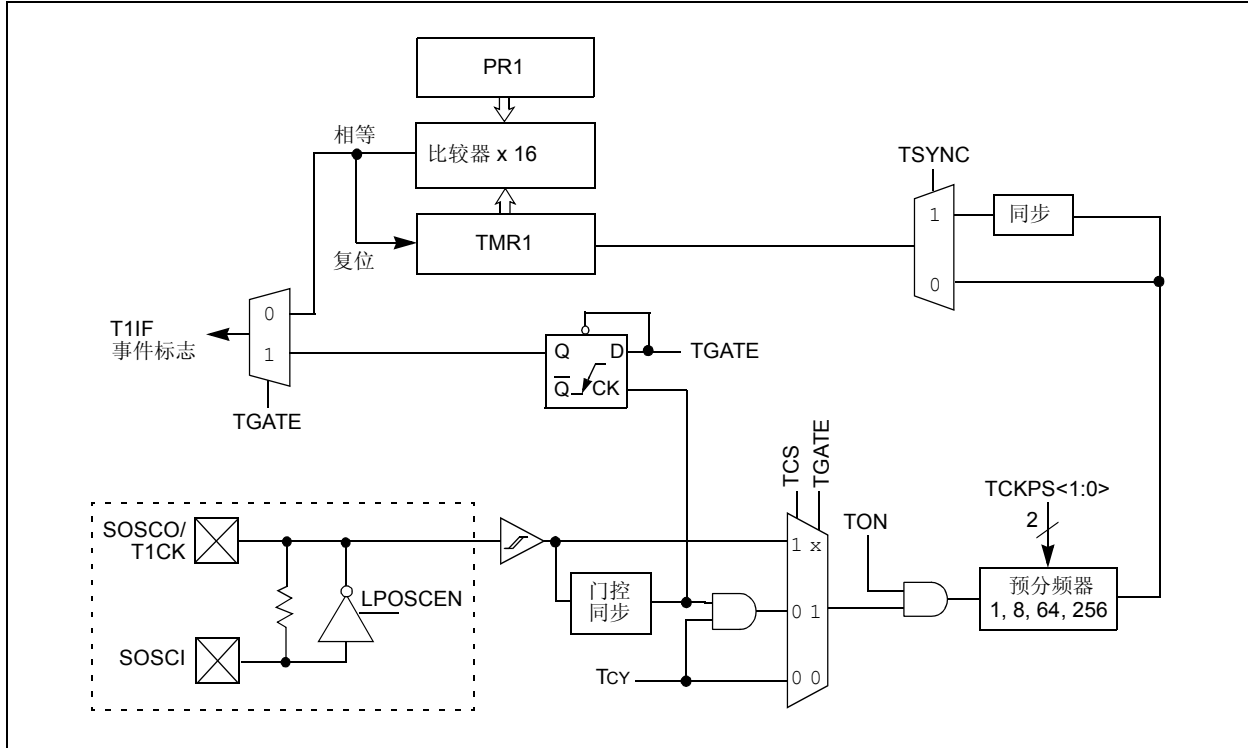 PR1
相等
比较器 x 16
TSYNC
1
同步
TMR1
复位
0
0
T1IF
事件标志
1
Q
D
TGATE
Q
CK
TGATE
TCS
TGATE
TCKPS<1:0>
2
TON
SOSCO/
T1CK
1 x
预分频器
1, 8, 64, 256
LPOSCEN
门控
同步
0 1
SOSCI
TCY
0 0